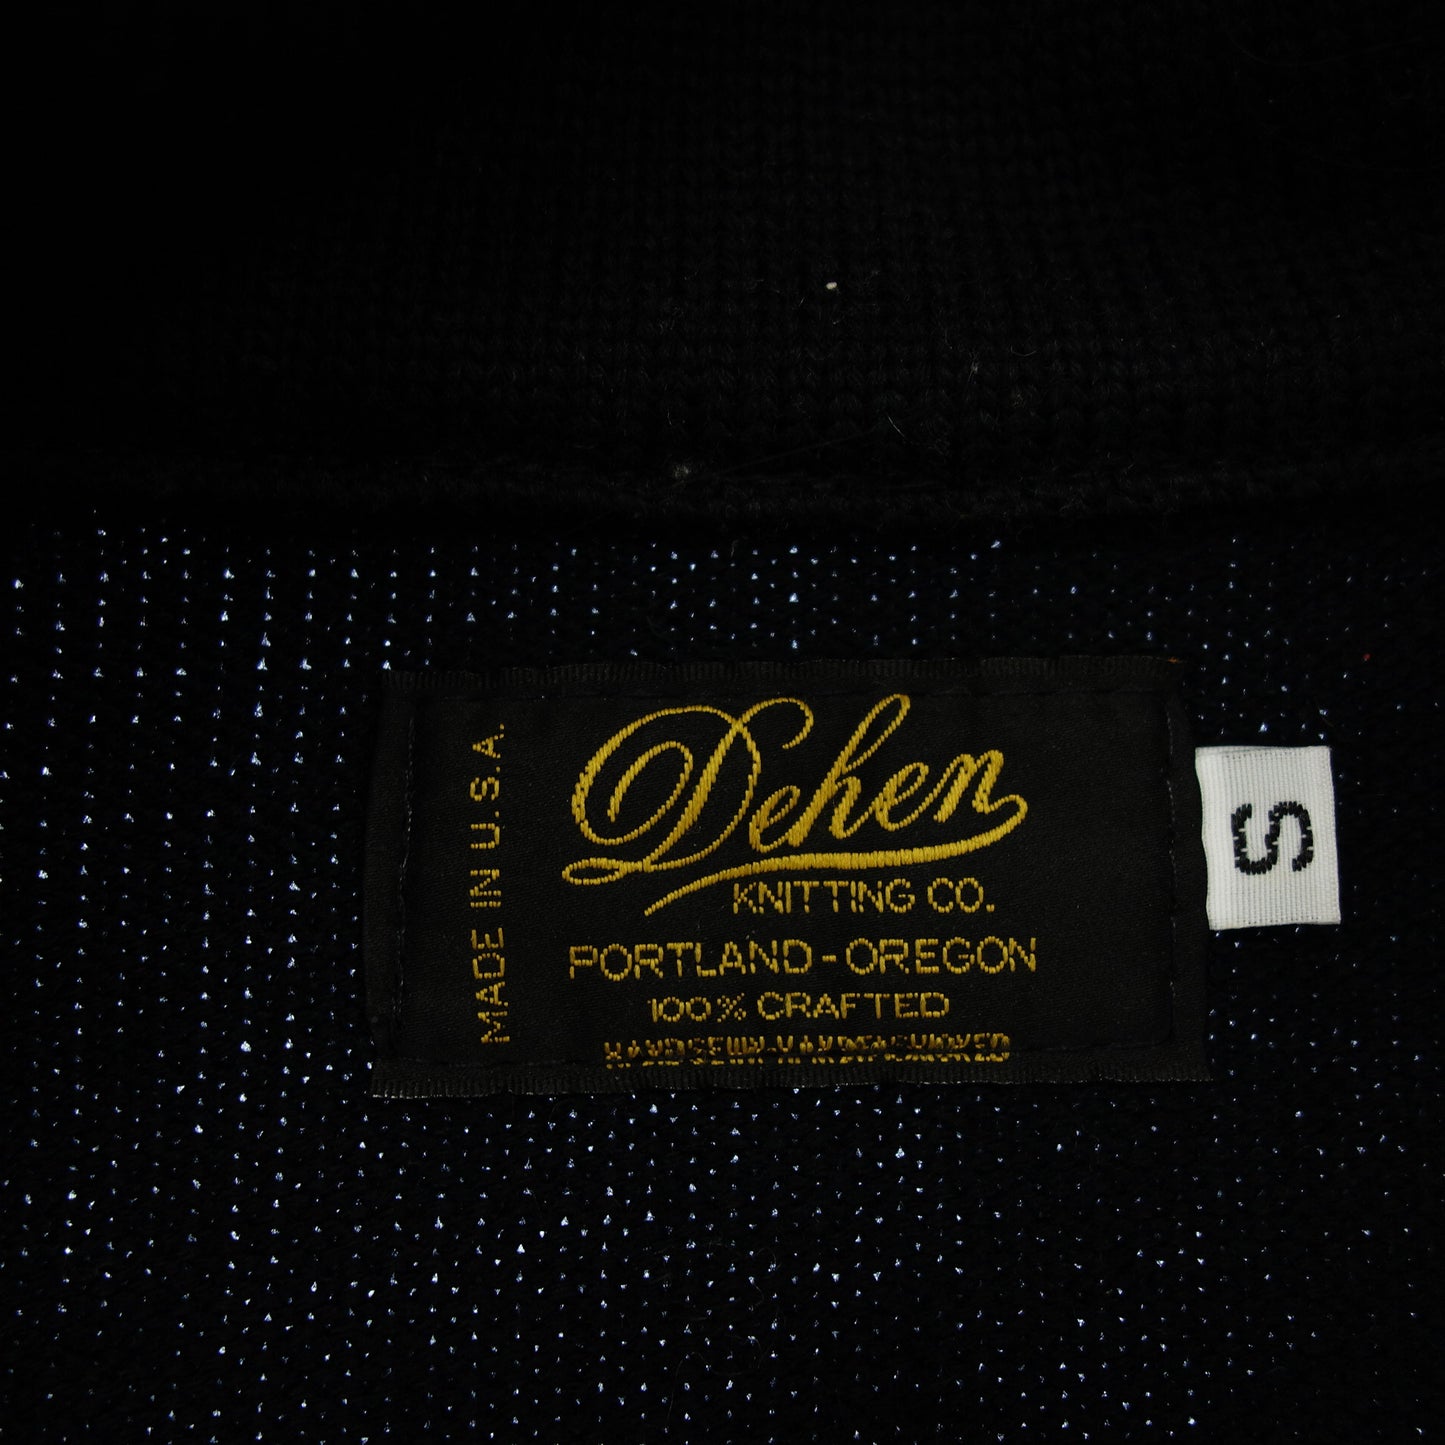 MADE IN U.S.A.
Dehen
KNITTING CO.
PORTLAND-OREGON
100% CRAFTED
S